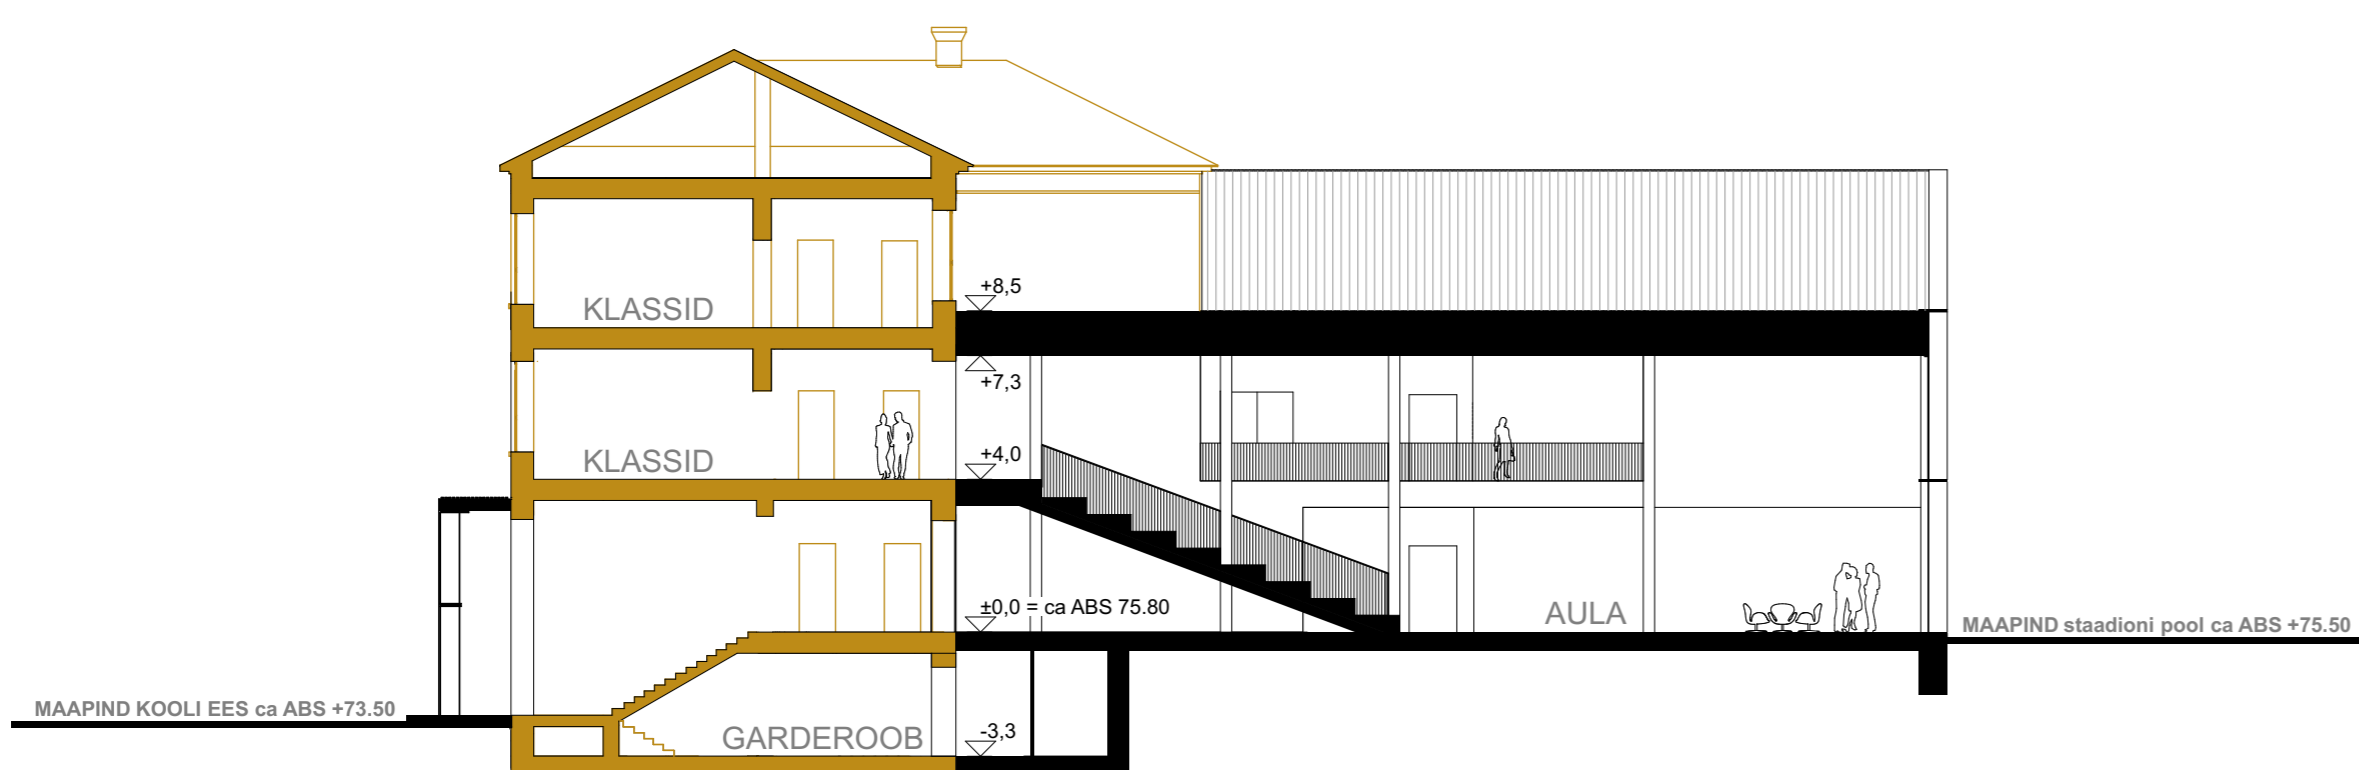 +8,5
KLASSID
+7,3
KLASSID
+4,0
±0,0 = ca ABS 75.80
AULA
MAAPIND staadioni pool ca ABS +75.50
MAAPIND KOOLI EES ca ABS +73.50
GARDEROOB
-3,3